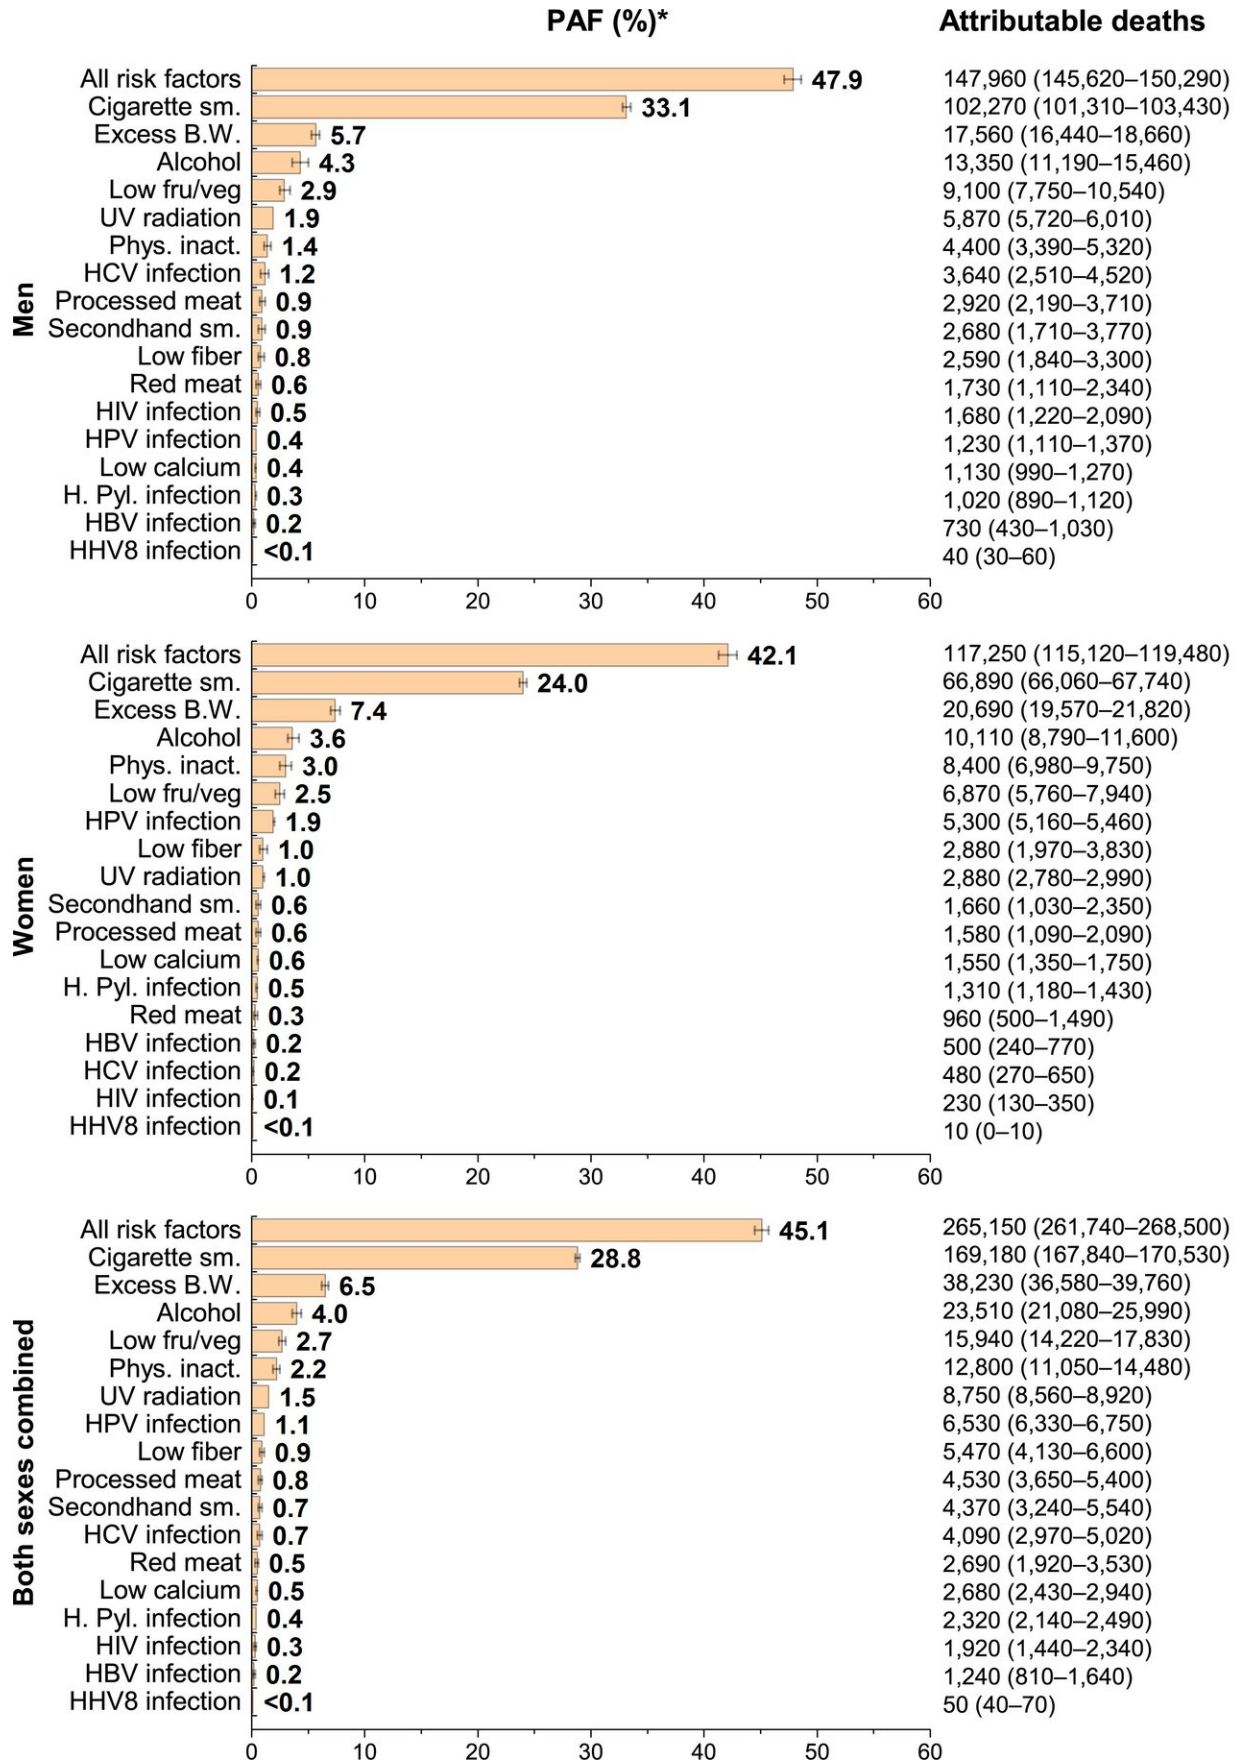 PAF (%)* Attributable deaths
Men
All risk factors 47.9 147,960 (145,620–150,290)
Cigarette sm. 33.1 102,270 (101,310–103,430)
Excess B.W. 5.7 17,560 (16,440–18,660)
Alcohol 4.3 13,350 (11,190–15,460)
Low fru/veg 2.9 9,100 (7,750–10,540)
UV radiation 1.9 5,870 (5,720–6,010)
Phys. inact. 1.4 4,400 (3,390–5,320)
HCV infection 1.2 3,640 (2,510–4,520)
Processed meat 0.9 2,920 (2,190–3,710)
Secondhand sm. 0.9 2,680 (1,710–3,770)
Low fiber 0.8 2,590 (1,840–3,300)
Red meat 0.6 1,730 (1,110–2,340)
HIV infection 0.5 1,680 (1,220–2,090)
HPV infection 0.4 1,230 (1,110–1,370)
Low calcium 0.4 1,130 (990–1,270)
H. Pyl. infection 0.3 1,020 (890–1,120)
HBV infection 0.2 730 (430–1,030)
HHV8 infection <0.1 40 (30–60)
0 10 20 30 40 50 60
Women
All risk factors 42.1 117,250 (115,120–119,480)
Cigarette sm. 24.0 66,890 (66,060–67,740)
Excess B.W. 7.4 20,690 (19,570–21,820)
Alcohol 3.6 10,110 (8,790–11,600)
Phys. inact. 3.0 8,400 (6,980–9,750)
Low fru/veg 2.5 6,870 (5,760–7,940)
HPV infection 1.9 5,300 (5,160–5,460)
Low fiber 1.0 2,880 (1,970–3,830)
UV radiation 1.0 2,880 (2,780–2,990)
Secondhand sm. 0.6 1,660 (1,030–2,350)
Processed meat 0.6 1,580 (1,090–2,090)
Low calcium 0.6 1,550 (1,350–1,750)
H. Pyl. infection 0.5 1,310 (1,180–1,430)
Red meat 0.3 960 (500–1,490)
HBV infection 0.2 500 (240–770)
HCV infection 0.2 480 (270–650)
HIV infection 0.1 230 (130–350)
HHV8 infection <0.1 10 (0–10)
0 10 20 30 40 50 60
Both sexes combined
All risk factors 45.1 265,150 (261,740–268,500)
Cigarette sm. 28.8 169,180 (167,840–170,530)
Excess B.W. 6.5 38,230 (36,580–39,760)
Alcohol 4.0 23,510 (21,080–25,990)
Low fru/veg 2.7 15,940 (14,220–17,830)
Phys. inact. 2.2 12,800 (11,050–14,480)
UV radiation 1.5 8,750 (8,560–8,920)
HPV infection 1.1 6,530 (6,330–6,750)
Low fiber 0.9 5,470 (4,130–6,600)
Processed meat 0.8 4,530 (3,650–5,400)
Secondhand sm. 0.7 4,370 (3,240–5,540)
HCV infection 0.7 4,090 (2,970–5,020)
Red meat 0.5 2,690 (1,920–3,530)
Low calcium 0.5 2,680 (2,430–2,940)
H. Pyl. infection 0.4 2,320 (2,140–2,490)
HIV infection 0.3 1,920 (1,440–2,340)
HBV infection 0.2 1,240 (810–1,640)
HHV8 infection <0.1 50 (40–70)
0 10 20 30 40 50 60